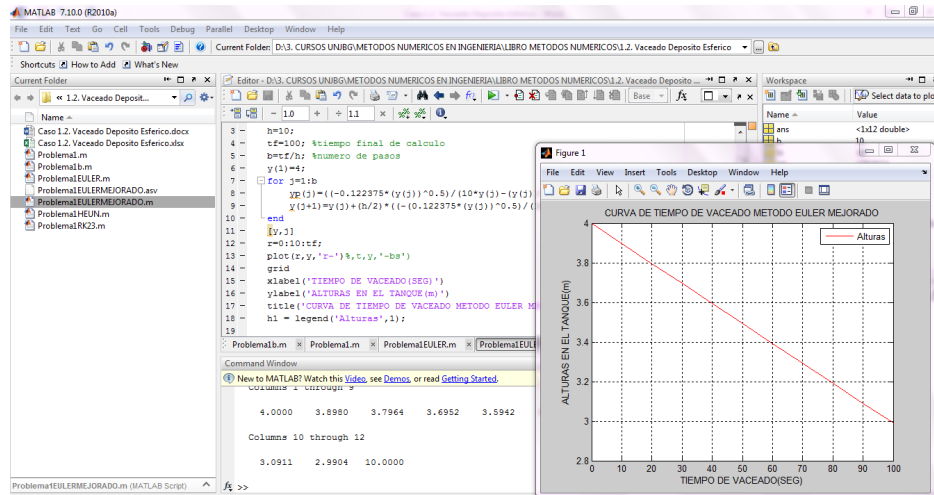 MATLAB 7.10.0 (R2010a)
File Edit Text Go Cell Tools Debug Parallel Desktop Window Help
Current Folder: D:\3. CURSOS UNJBG\METODOS NUMERICOS EN INGENIERIA\LIBRO METODOS NUMERICOS\1.2. Vaceado Deposito Esferico
Shortcuts How to Add What's New
Current Folder
« 1.2. Vaceado Deposit...
Name
Caso 1.2. Vaceado Deposito Esferico.docx
Caso 1.2. Vaceado Deposito Esferico.xlsx
Problema1.m
Problema1b.m
Problema1EULER.m
Problema1EULERMEJORADO.asv
Problema1EULERMEJORADO.m
Problema1HEUN.m
Problema1RK23.m
Problema1EULERMEJORADO.m (MATLAB Script)
Editor - D:\3. CURSOS UNJBG\METODOS NUMERICOS EN INGENIERIA\LIBRO METODOS NUMERICOS\1.2. Vaceado Deposito ...
Base
- 1.0 + ÷ 1.1 ×
3 - h=10;
4 - tf=100; %tiempo final de calculo
5 - b=tf/h; %numero de pasos
6 - y(1)=4;
7 - for j=1:b
8 - yp(j)=((-0.122375*(y(j))^0.5)/(10*y(j)-(y(j)
9 - y(j+1)=y(j)+(h/2)*((-0.122375*(y(j))^0.5)/(
10 - end
11 - [y,j]
12 - r=0:10:tf;
13 - plot(r,y,'r-')%,t,y,'-bs')
14 - grid
15 - xlabel('TIEMPO DE VACEADO(SEG)')
16 - ylabel('ALTURAS EN EL TANQUE(m)')
17 - title('CURVA DE TIEMPO DE VACEADO METODO EULER M
18 - h1 = legend('Alturas',1);
19
Problema1b.m × Problema1.m × Problema1EULER.m × Problema1EULE
Command Window
New to MATLAB? Watch this Video, see Demos, or read Getting Started.
Columns 1 through 9
4.0000 3.8980 3.7964 3.6952 3.5942
Columns 10 through 12
3.0911 2.9904 10.0000
fx >>
Workspace
Select data to plo
Name Value
ans <1x12 double>
h 10
Figure 1
File Edit View Insert Tools Desktop Window Help
CURVA DE TIEMPO DE VACEADO METODO EULER MEJORADO
Alturas
4
3.8
3.6
3.4
3.2
3
2.8
ALTURAS EN EL TANQUE(m)
0 10 20 30 40 50 60 70 80 90 100
TIEMPO DE VACEADO(SEG)